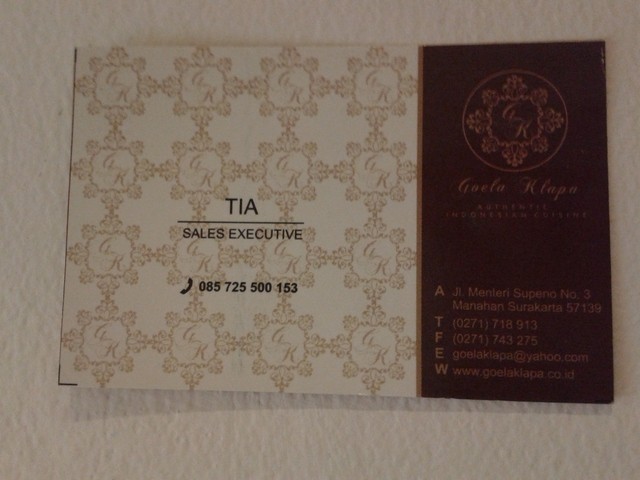 TIA
SALES EXECUTIVE
085 725 500 153
G K
Goela Klapa
AUTHENTIC
INDONESIAN CUISINE
A Jl. Menteri Supeno No. 3
Manahan Surakarta 57139
T (0271) 718 913
F (0271) 743 275
E goelaklapa@yahoo.com
W www.goelaklapa.co.id